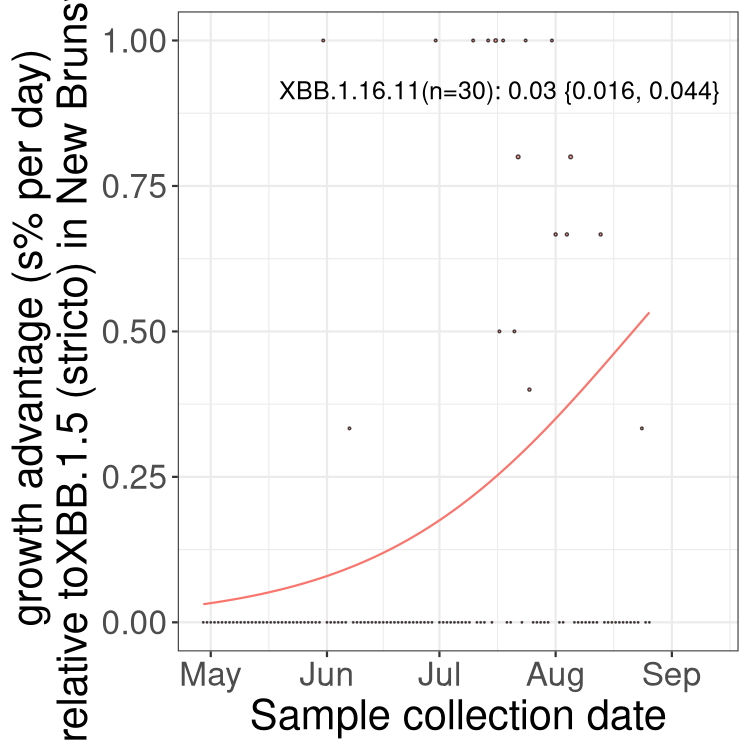 growth advantage (s% per day)
relative toXBB.1.5 (stricto) in New
1.00
XBB.1.16.11(n=30): 0.03 {0.016, 0.044}
0.75
0.50
0.25
0.00
May Jun Jul Aug Sep
Sample collection date